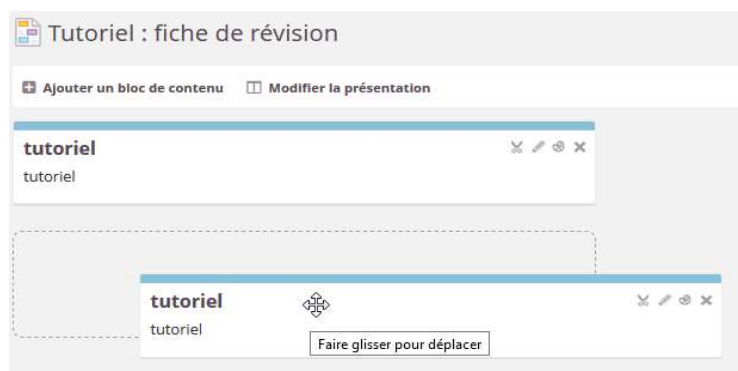 Tutoriel : fiche de révision
Ajouter un bloc de contenu Modifier la présentation
tutoriel
tutoriel
tutoriel
tutoriel
Faire glisser pour déplacer